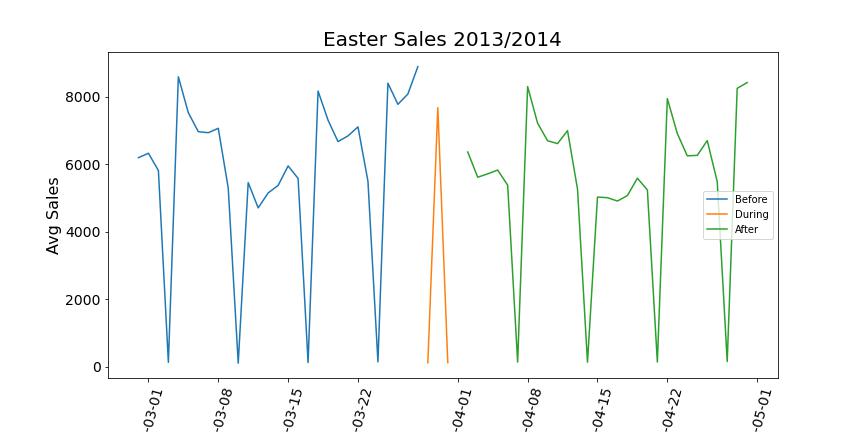 Easter Sales 2013/2014
Avg Sales
8000
6000
4000
2000
0
Before
During
After
-03-01
-03-08
-03-15
-03-22
-04-01
-04-08
-04-15
-04-22
-05-01